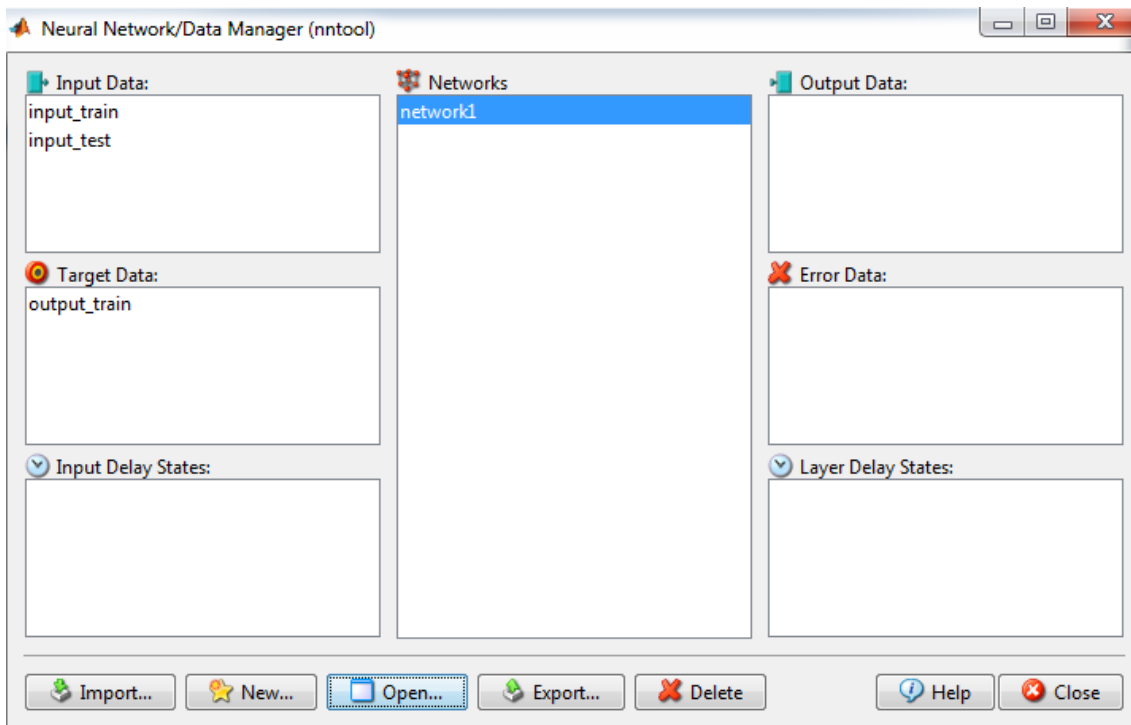 Neural Network/Data Manager (nntool)
Input Data:
input_train
input_test
Networks
network1
Output Data:
Target Data:
output_train
Error Data:
Input Delay States:
Layer Delay States:
Import...
New...
Open...
Export...
Delete
Help
Close